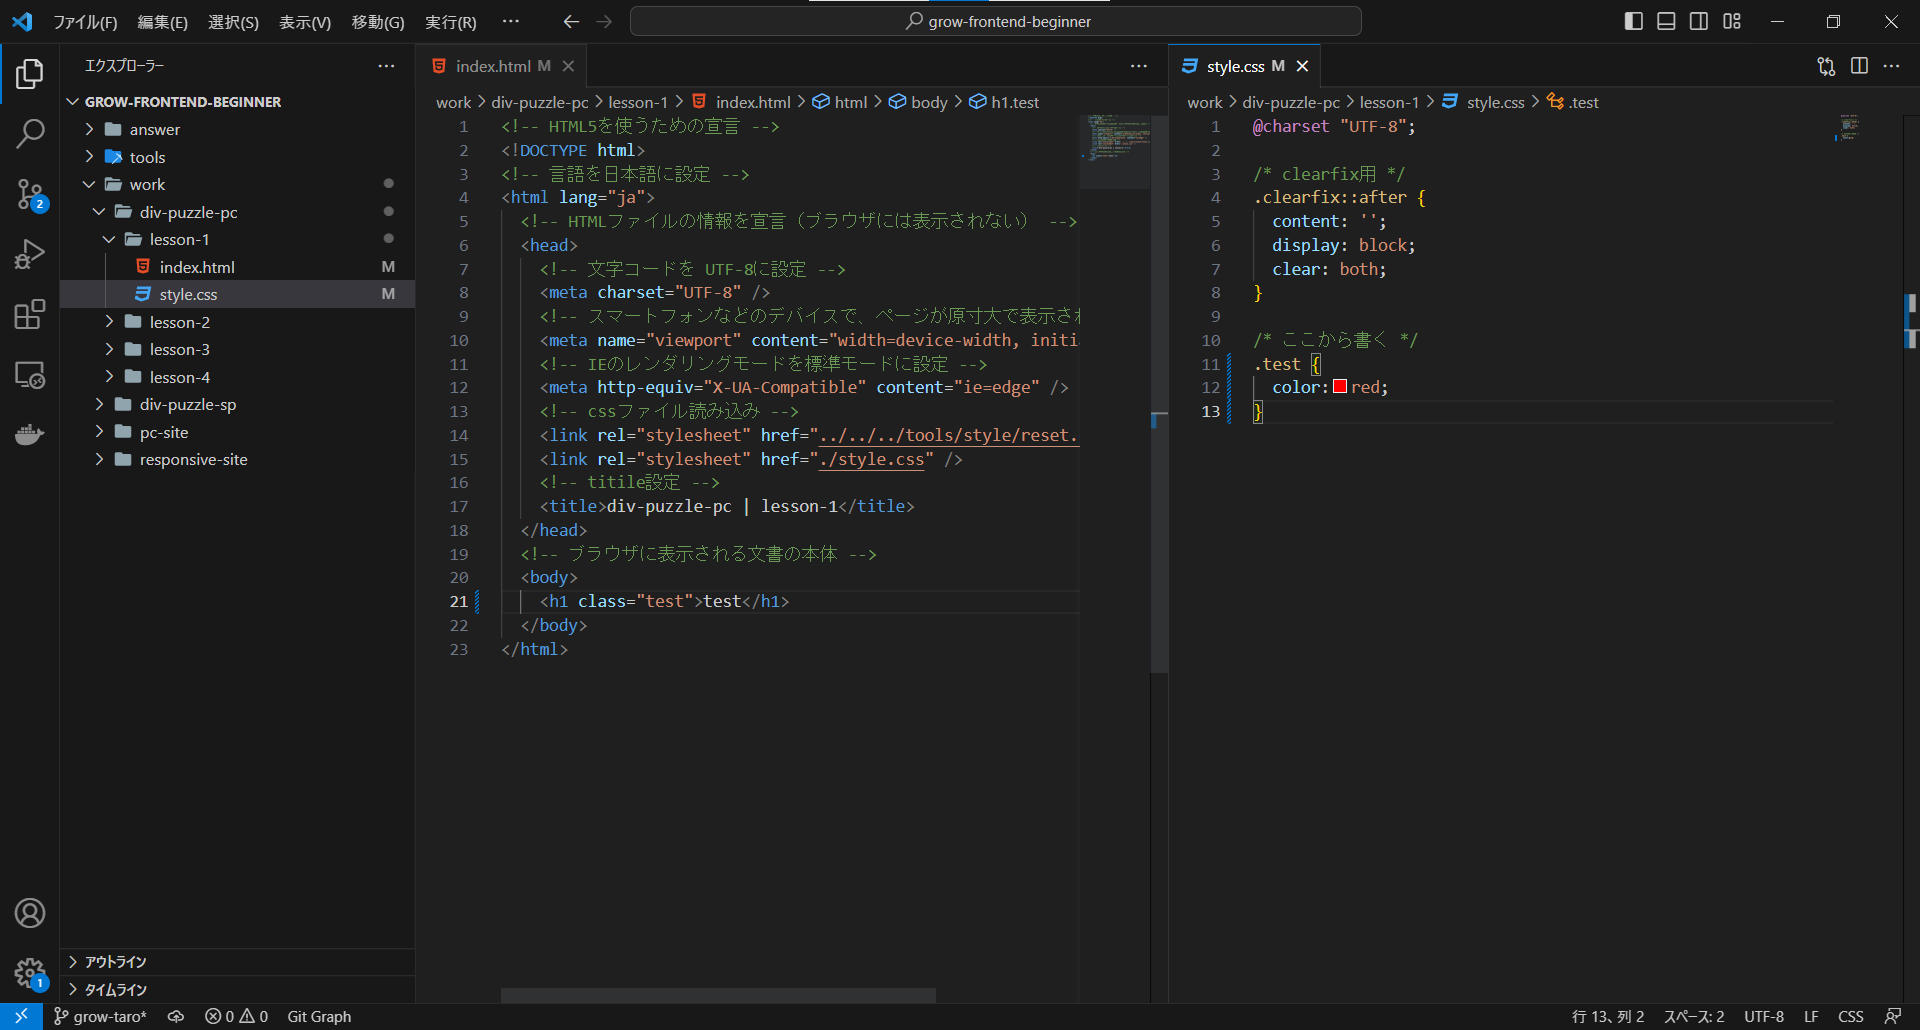 ファイル(F) 編集(E) 選択(S) 表示(V) 移動(G) 実行(R) ··· grow-frontend-beginner
エクスプローラー ···
GROW-FRONTEND-BEGINNER
answer
tools
work
div-puzzle-pc
lesson-1
index.html M
style.css M
lesson-2
lesson-3
lesson-4
div-puzzle-sp
pc-site
responsive-site
アウトライン
タイムライン
index.html M
work > div-puzzle-pc > lesson-1 > index.html > html > body > h1.test
1 <!-- HTML5を使うための宣言 -->
2 <!DOCTYPE html>
3 <!-- 言語を日本語に設定 -->
4 <html lang="ja">
5 <!-- HTMLファイルの情報を宣言（ブラウザには表示されない） -->
6 <head>
7 <!-- 文字コードを UTF-8に設定 -->
8 <meta charset="UTF-8" />
9 <!-- スマートフォンなどのデバイスで、ページが原寸大で表示され
10 <meta name="viewport" content="width=device-width, initi
11 <!-- IEのレンダリングモードを標準モードに設定 -->
12 <meta http-equiv="X-UA-Compatible" content="ie=edge" />
13 <!-- cssファイル読み込み -->
14 <link rel="stylesheet" href="../../../tools/style/reset.
15 <link rel="stylesheet" href="./style.css" />
16 <!-- titile設定 -->
17 <title>div-puzzle-pc | lesson-1</title>
18 </head>
19 <!-- ブラウザに表示される文書の本体 -->
20 <body>
21 <h1 class="test">test</h1>
22 </body>
23 </html>
style.css M
work > div-puzzle-pc > lesson-1 > style.css > .test
1 @charset "UTF-8";
2
3 /* clearfix用 */
4 .clearfix::after {
5 content: '';
6 display: block;
7 clear: both;
8 }
9
10 /* ここから書く */
11 .test {
12 color: red;
13 }
2
1
grow-taro* 0 0 Git Graph 行 13、列 2 スペース: 2 UTF-8 LF CSS